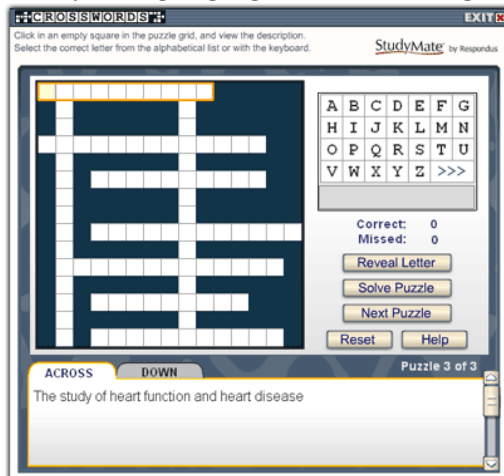 CROSSWORDS
EXIT
Click in an empty square in the puzzle grid, and view the description.
Select the correct letter from the alphabetical list or with the keyboard.
StudyMate by Respondus
A B C D E F G
H I J K L M N
O P Q R S T U
V W X Y Z >>>
Correct: 0
Missed: 0
Reveal Letter
Solve Puzzle
Next Puzzle
Reset Help
Puzzle 3 of 3
ACROSS DOWN
The study of heart function and heart disease